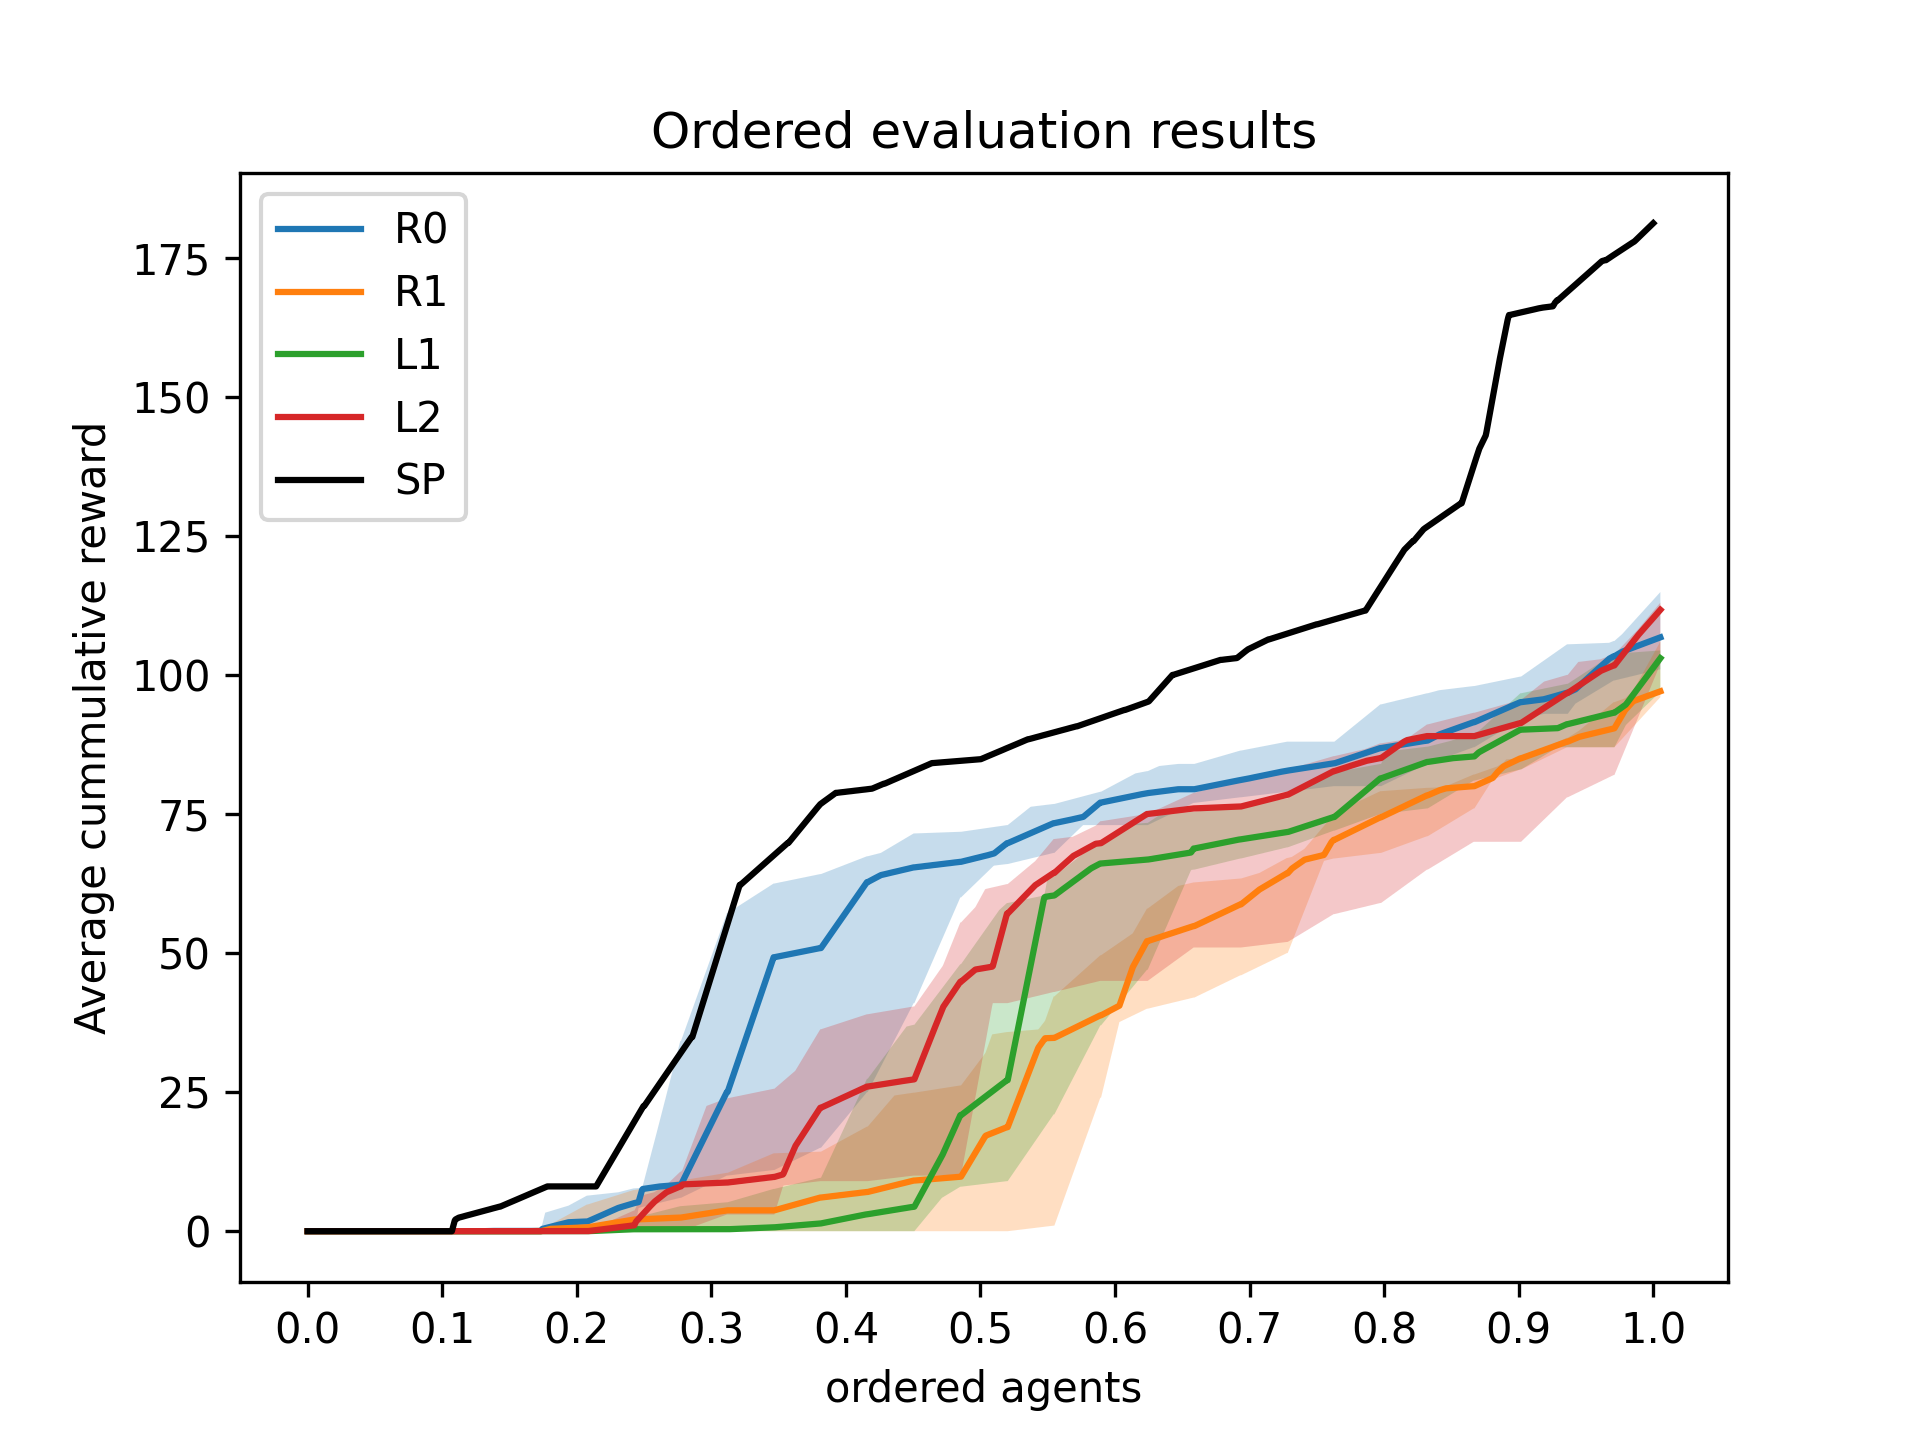 Ordered evaluation results
R0
R1
L1
L2
SP
Average cummulative reward
175
150
125
100
75
50
25
0
0.0 0.1 0.2 0.3 0.4 0.5 0.6 0.7 0.8 0.9 1.0
ordered agents